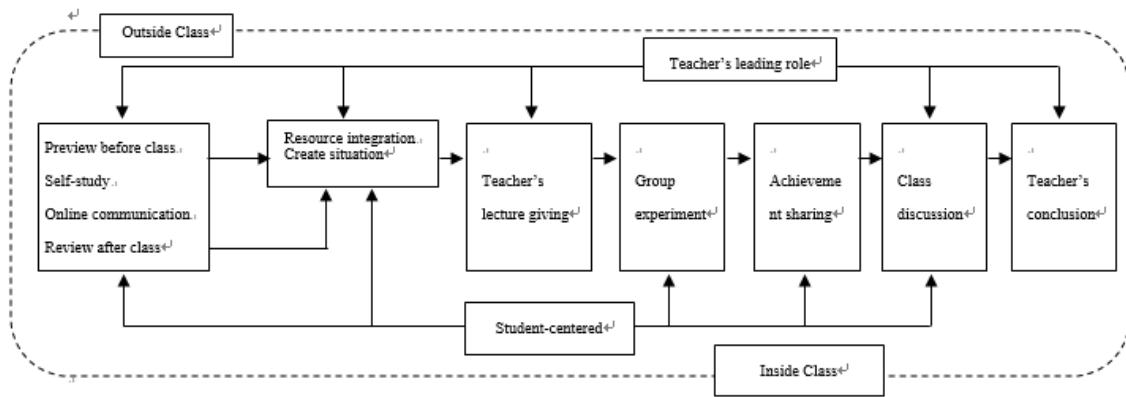 Outside Class
Teacher's leading role
Preview before class
Self-study
Online communication
Review after class
Resource integration
Create situation
Teacher's
lecture giving
Group
experiment
Achieveme
nt sharing
Class
discussion
Teacher's
conclusion
Student-centered
Inside Class